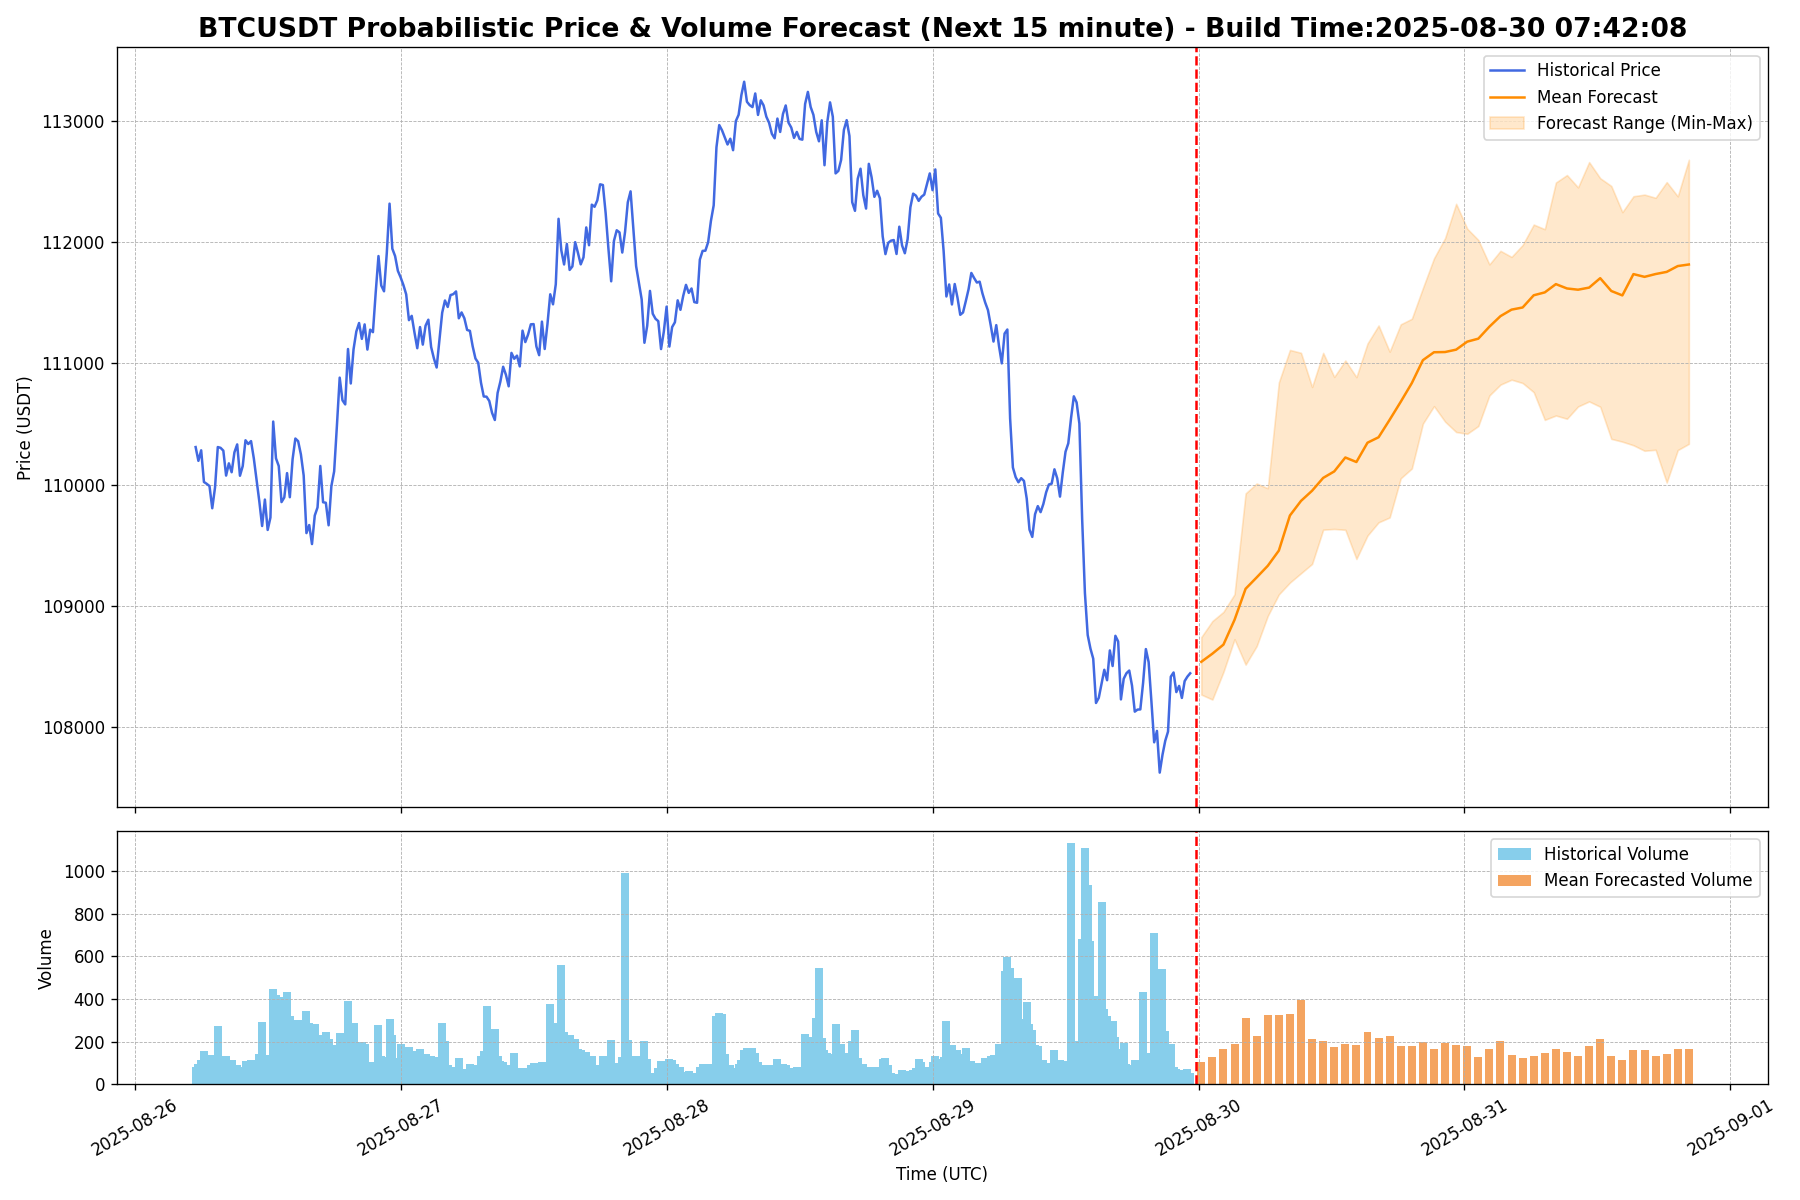 BTCUSDT Probabilistic Price & Volume Forecast (Next 15 minute) - Build Time:2025-08-30 07:42:08
Historical Price
Mean Forecast
Forecast Range (Min-Max)
Price (USDT)
113000
112000
111000
110000
109000
108000
Historical Volume
Mean Forecasted Volume
Volume
1000
800
600
400
200
0
2025-08-26
2025-08-27
2025-08-28
2025-08-29
2025-08-30
2025-08-31
2025-09-01
Time (UTC)